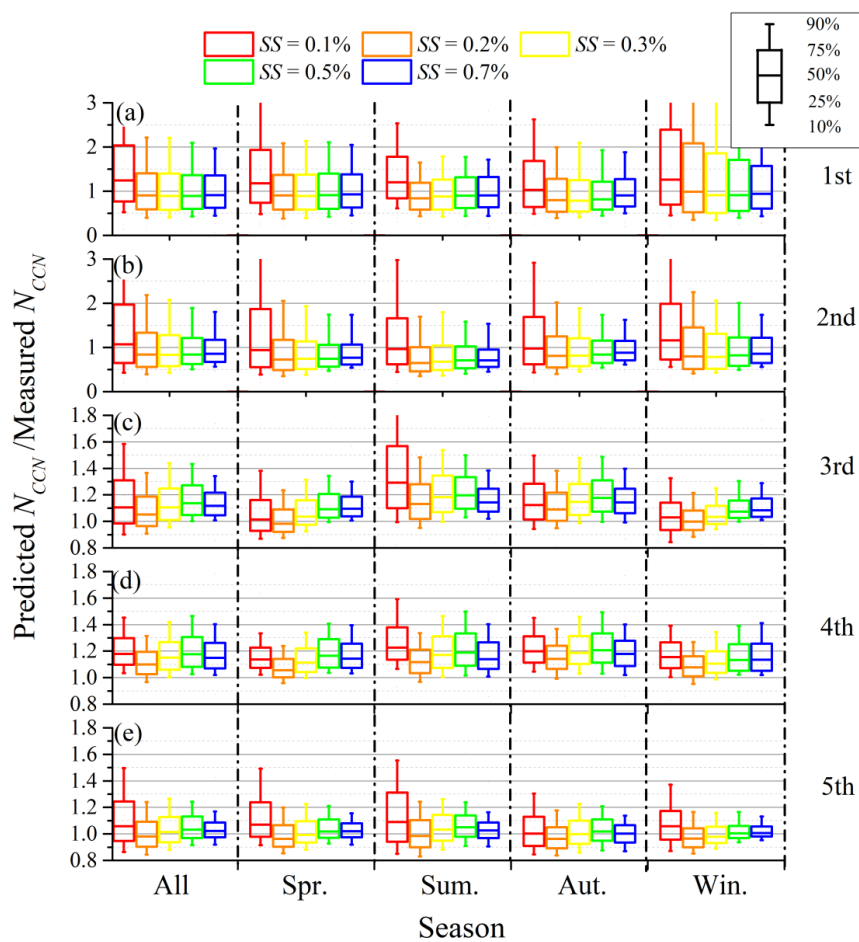 SS = 0.1% SS = 0.2% SS = 0.3%
SS = 0.5% SS = 0.7%
90%
75%
50%
25%
10%
Predicted N_CCN /Measured N_CCN
(a)
3
2
1
0
1st
(b)
3
2
1
0
2nd
(c)
1.8
1.6
1.4
1.2
1.0
0.8
3rd
(d)
1.8
1.6
1.4
1.2
1.0
0.8
4th
(e)
1.8
1.6
1.4
1.2
1.0
0.8
5th
All Spr. Sum. Aut. Win.
Season